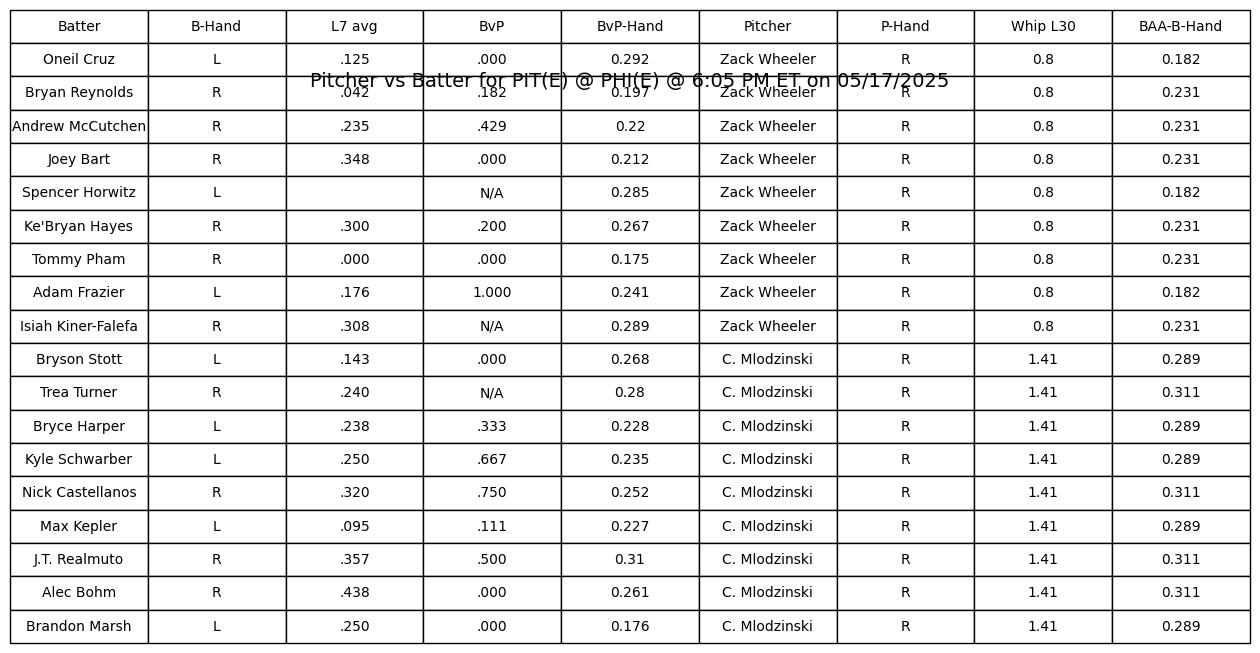 Batter B-Hand L7 avg BvP BvP-Hand Pitcher P-Hand Whip L30 BAA-B-Hand
Oneil Cruz L .125 .000 0.292 Zack Wheeler R 0.8 0.182
Pitcher vs Batter for PIT(E) @ PHI(E) @ 6:05 PM ET on 05/17/2025
Bryan Reynolds R .042 .182 0.197 Zack Wheeler R 0.8 0.231
Andrew McCutchen R .235 .429 0.22 Zack Wheeler R 0.8 0.231
Joey Bart R .348 .000 0.212 Zack Wheeler R 0.8 0.231
Spencer Horwitz L N/A 0.285 Zack Wheeler R 0.8 0.182
Ke'Bryan Hayes R .300 .200 0.267 Zack Wheeler R 0.8 0.231
Tommy Pham R .000 .000 0.175 Zack Wheeler R 0.8 0.231
Adam Frazier L .176 1.000 0.241 Zack Wheeler R 0.8 0.182
Isiah Kiner-Falefa R .308 N/A 0.289 Zack Wheeler R 0.8 0.231
Bryson Stott L .143 .000 0.268 C. Mlodzinski R 1.41 0.289
Trea Turner R .240 N/A 0.28 C. Mlodzinski R 1.41 0.311
Bryce Harper L .238 .333 0.228 C. Mlodzinski R 1.41 0.289
Kyle Schwarber L .250 .667 0.235 C. Mlodzinski R 1.41 0.289
Nick Castellanos R .320 .750 0.252 C. Mlodzinski R 1.41 0.311
Max Kepler L .095 .111 0.227 C. Mlodzinski R 1.41 0.289
J.T. Realmuto R .357 .500 0.31 C. Mlodzinski R 1.41 0.311
Alec Bohm R .438 .000 0.261 C. Mlodzinski R 1.41 0.311
Brandon Marsh L .250 .000 0.176 C. Mlodzinski R 1.41 0.289